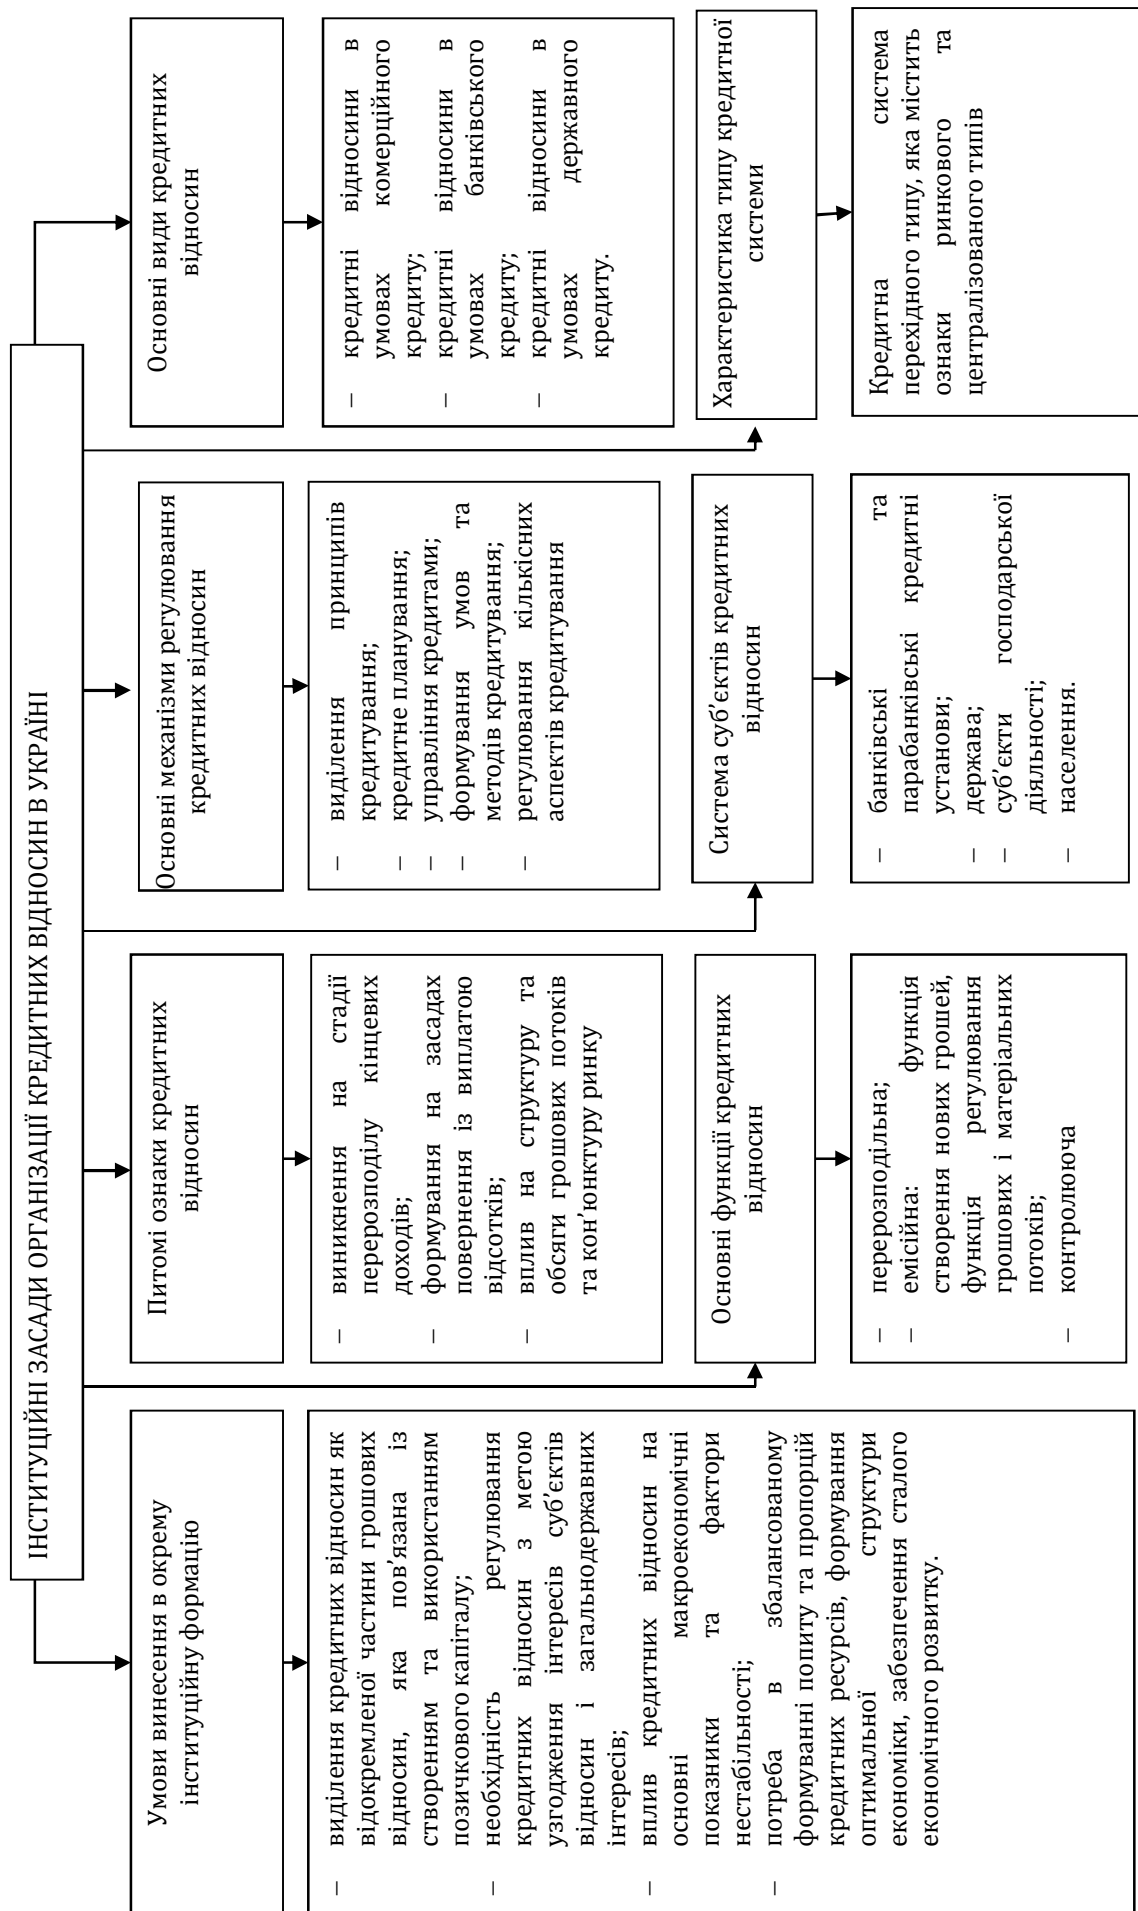 ІНСТИТУЦІЙНІ ЗАСАДИ ОРГАНІЗАЦІЇ КРЕДИТНИХ ВІДНОСИН В УКРАЇНІ
Умови винесення в окрему
інституційну формацію
– виділення кредитних відносин як
відокремленої частини грошових
відносин, яка пов'язана із
створенням та використанням
позичкового капіталу;
– необхідність регулювання
кредитних відносин з метою
узгодження інтересів суб'єктів
відносин і загальнодержавних
інтересів;
– вплив кредитних відносин на
основні макроекономічні
показники та фактори
нестабільності;
– потреба в збалансованому
формуванні попиту та пропорцій
кредитних ресурсів, формування
оптимальної структури
економіки, забезпечення сталого
економічного розвитку.
Питомі ознаки кредитних
відносин
– виникнення на стадії
перерозподілу кінцевих
доходів;
– формування на засадах
повернення із виплатою
відсотків;
– вплив на структуру та
обсяги грошових потоків
та кон'юнктуру ринку
Основні механізми регулювання
кредитних відносин
– виділення принципів
кредитування;
– кредитне планування;
– управління кредитами;
– формування умов та
методів кредитування;
– регулювання кількісних
аспектів кредитування
Основні види кредитних
відносин
– кредитні відносини в
умовах комерційного
кредиту;
– кредитні відносини в
умовах банківського
кредиту;
– кредитні відносини в
умовах державного
кредиту.
Основні функції кредитних
відносин
– перерозподільна;
– емісійна: функція
створення нових грошей,
функція регулювання
грошових і матеріальних
потоків;
– контролююча
Система суб'єктів кредитних
відносин
– банківські та
парабанківські кредитні
установи;
– держава;
– суб'єкти господарської
діяльності;
– населення.
Характеристика типу кредитної
системи
Кредитна система
перехідного типу, яка містить
ознаки ринкового та
централізованого типів